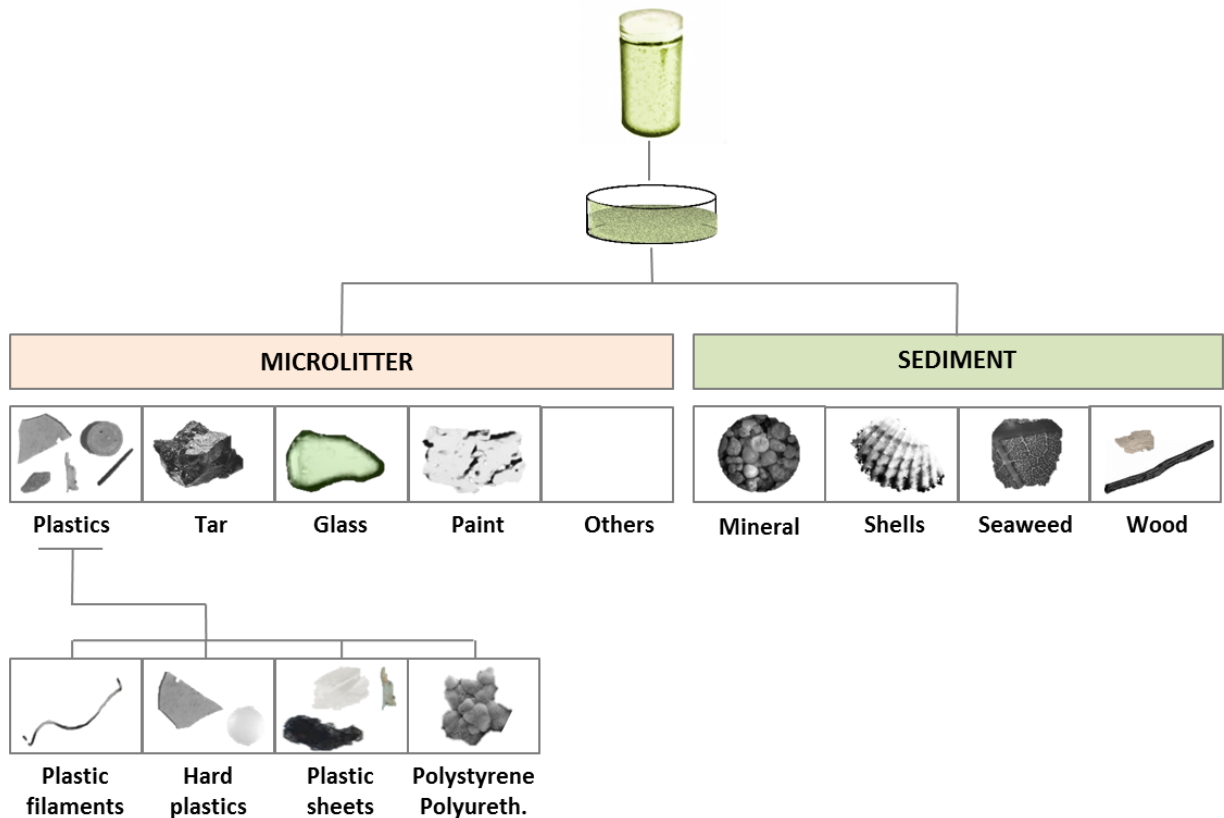 MICROLITTER
SEDIMENT
Plastics
Tar
Glass
Paint
Others
Mineral
Shells
Seaweed
Wood
Plastic
filaments
Hard
plastics
Plastic
sheets
Polystyrene
Polyureth.